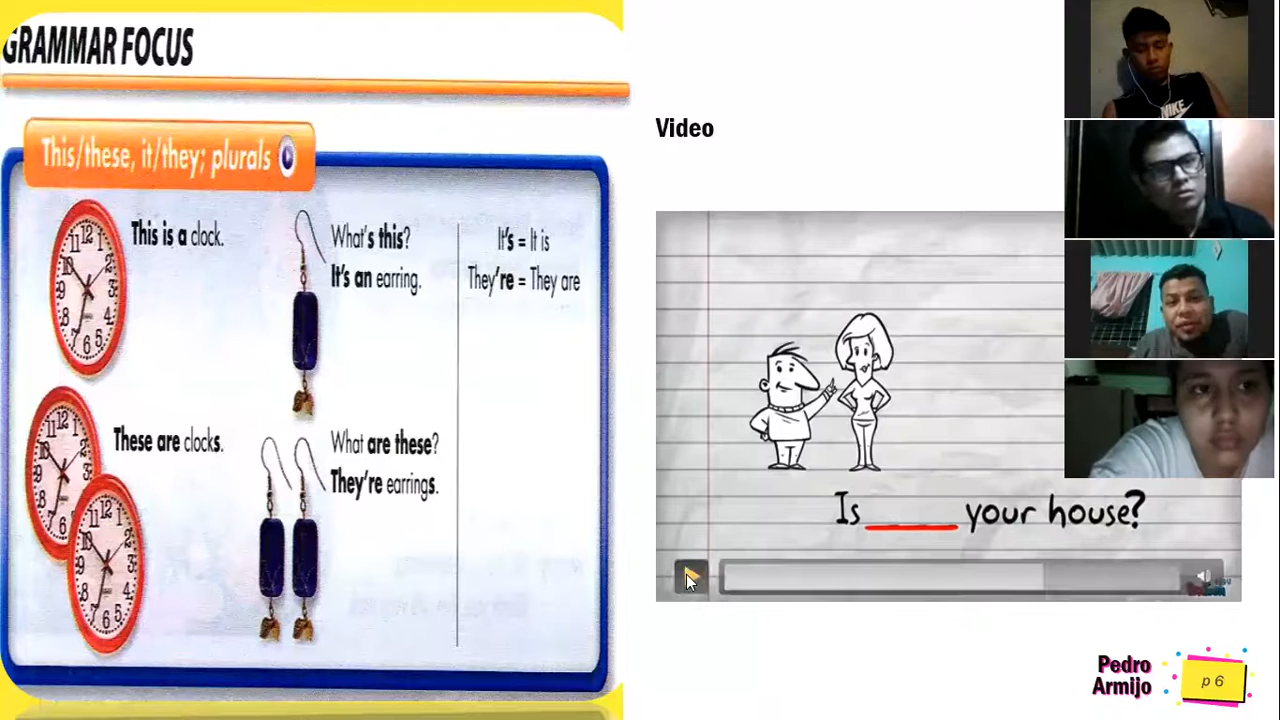 GRAMMAR FOCUS
This/these, it/they; plurals
This is a clock.
What's this?
It's an earring.
It's = It is
They're = They are
These are clocks.
What are these?
They're earrings.
Video
Is _____ your house?
Pedro
Armijo
p 6
NIKE